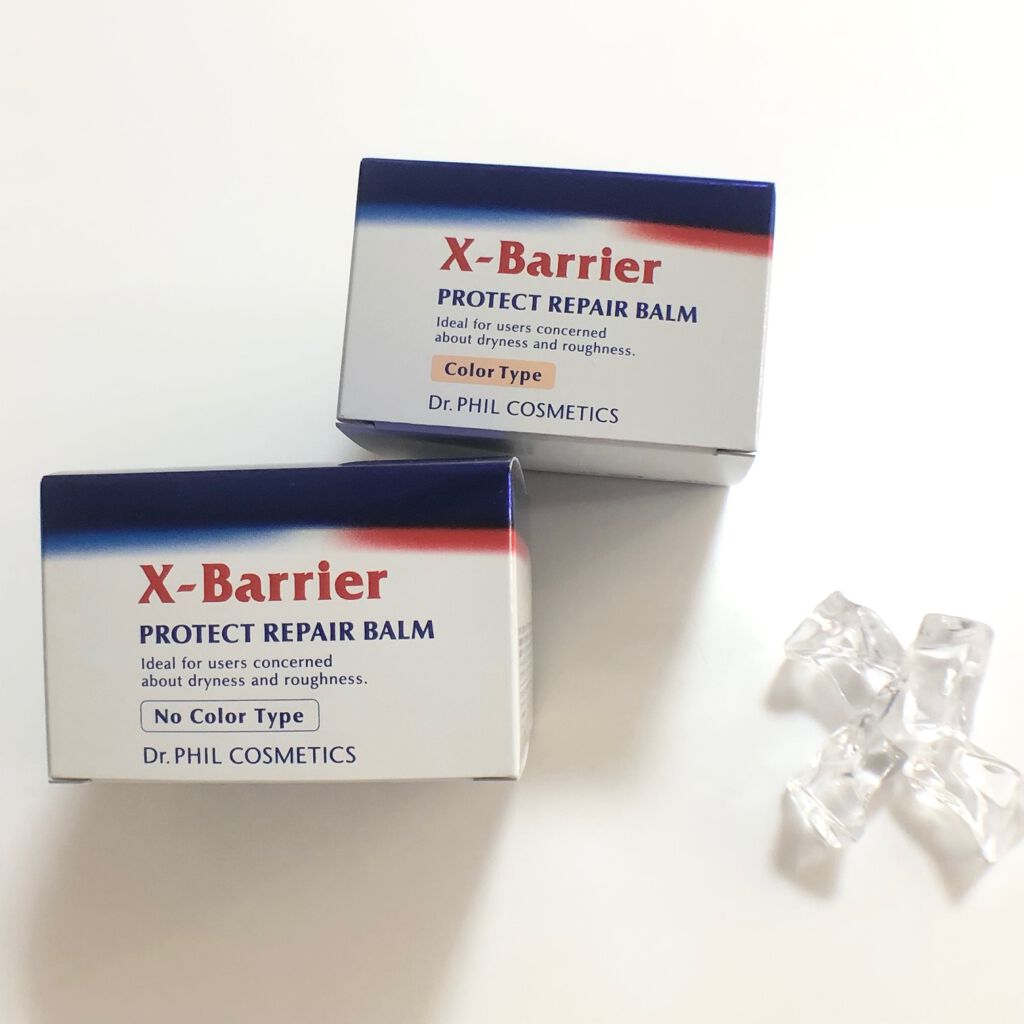 X-Barrier
PROTECT REPAIR BALM
Ideal for users concerned
about dryness and roughness.
Color Type
Dr. PHIL COSMETICS
X-Barrier
PROTECT REPAIR BALM
Ideal for users concerned
about dryness and roughness.
No Color Type
Dr. PHIL COSMETICS